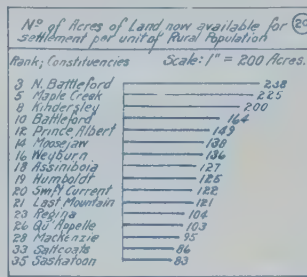 Nº of Acres of Land now available for 20
settlement per unit of Rural Population
Rank; Constituencies Scale: 1" = 200 Acres.
3 N. Battleford 238
5 Maple Creek 225
8 Kindersley 200
10 Battleford 164
12 Prince Albert 149
14 Moosejaw 138
16 Weyburn 136
18 Assiniboia 127
19 Humboldt 125
20 Swift Current 122
21 Last Mountain 121
23 Regina 104
26 Qu'Appelle 103
28 Mackenzie 95
33 Saltcoats 86
35 Saskatoon 83